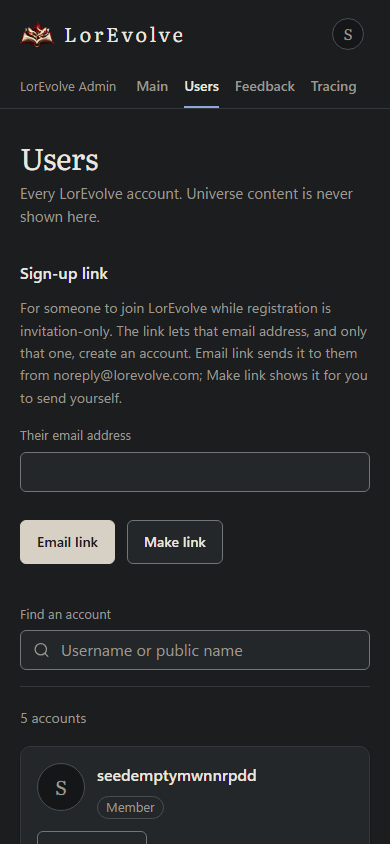 LorEvolve
S
LorEvolve Admin Main Users Feedback Tracing
Users
Every LorEvolve account. Universe content is never
shown here.
Sign-up link
For someone to join LorEvolve while registration is
invitation-only. The link lets that email address, and only
that one, create an account. Email link sends it to them
from noreply@lorevolve.com; Make link shows it for you
to send yourself.
Their email address
Email link Make link
Find an account
Username or public name
5 accounts
S
seedemptymwnnrpdd
Member